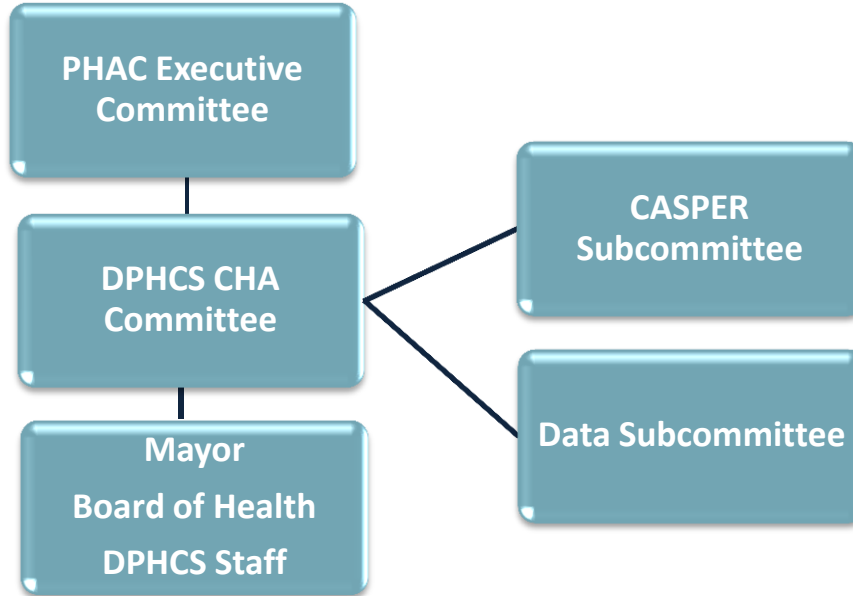 PHAC Executive
Committee
DPHCS CHA
Committee
Mayor
Board of Health
DPHCS Staff
CASPER
Subcommittee
Data Subcommittee